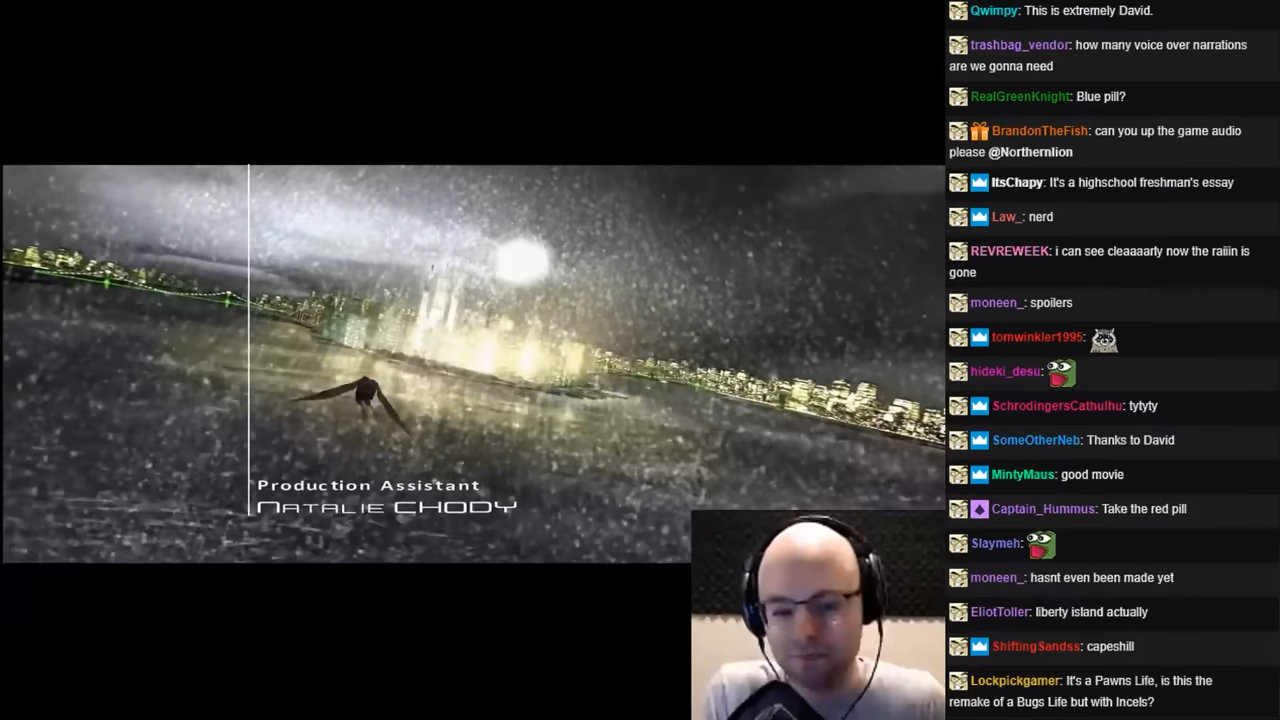 Production Assistant
NATALIE CHODY
Qwimpy: This is extremely David.
trashbag_vendor: how many voice over narrations
are we gonna need
RealGreenKnight: Blue pill?
BrandonTheFish: can you up the game audio
please @Northernlion
ItsChapy: It's a highschool freshman's essay
Law_: nerd
REVREWEEK: i can see cleaaaarly now the raiiin is
gone
moneen_: spoilers
tomwinkler1995:
hideki_desu:
SchrodingersCathulhu: tytyty
SomeOtherNeb: Thanks to David
MintyMaus: good movie
Captain_Hummus: Take the red pill
Slaymeh:
moneen_: hasnt even been made yet
EliotToller: liberty island actually
ShiftingSandss: capeshill
Lockpickgamer: It's a Pawns Life, is this the
remake of a Bugs Life but with Incels?